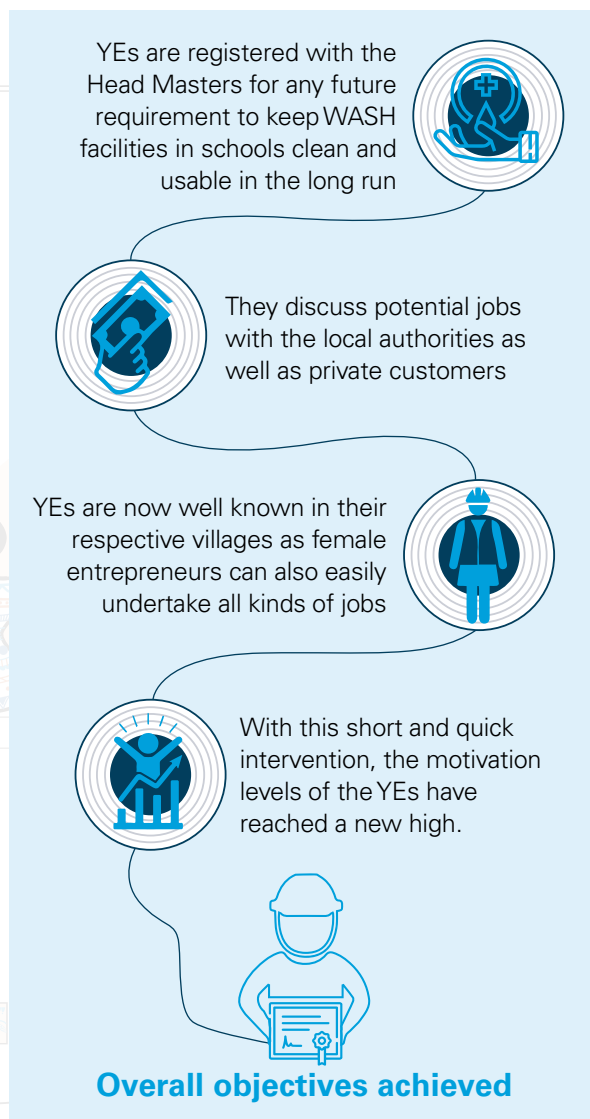 YEs are registered with the
Head Masters for any future
requirement to keep WASH
facilities in schools clean and
usable in the long run
They discuss potential jobs
with the local authorities as
well as private customers
YEs are now well known in their
respective villages as female
entrepreneurs can also easily
undertake all kinds of jobs
With this short and quick
intervention, the motivation
levels of the YEs have
reached a new high.
Overall objectives achieved